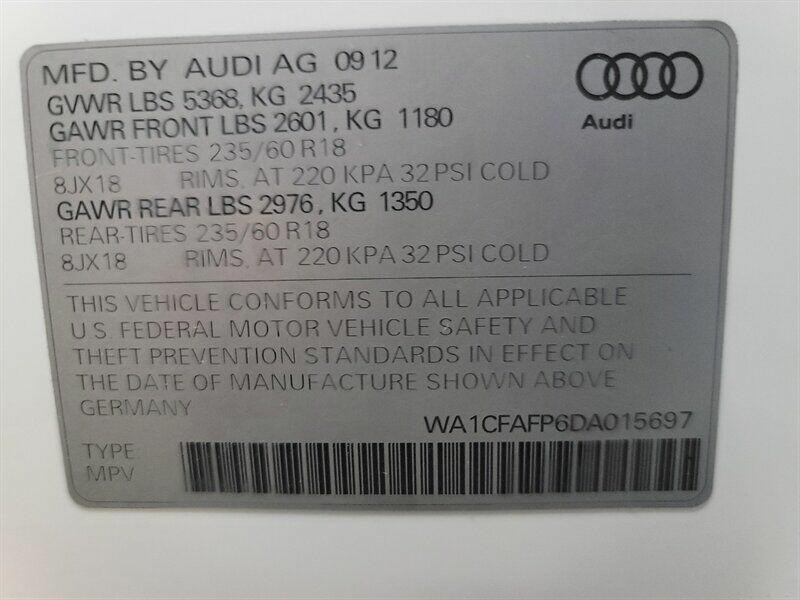 MFD. BY AUDI AG 09 12
GVWR LBS 5368, KG 2435
GAWR FRONT LBS 2601, KG 1180
FRONT-TIRES 235/60 R18
8JX18 RIMS, AT 220 KPA 32 PSI COLD
GAWR REAR LBS 2976, KG 1350
REAR-TIRES 235/60 R18
8JX18 RIMS, AT 220 KPA 32 PSI COLD
Audi
THIS VEHICLE CONFORMS TO ALL APPLICABLE
U.S. FEDERAL MOTOR VEHICLE SAFETY AND
THEFT PREVENTION STANDARDS IN EFFECT ON
THE DATE OF MANUFACTURE SHOWN ABOVE
GERMANY
WA1CFAFP6DA015697
TYPE
MPV